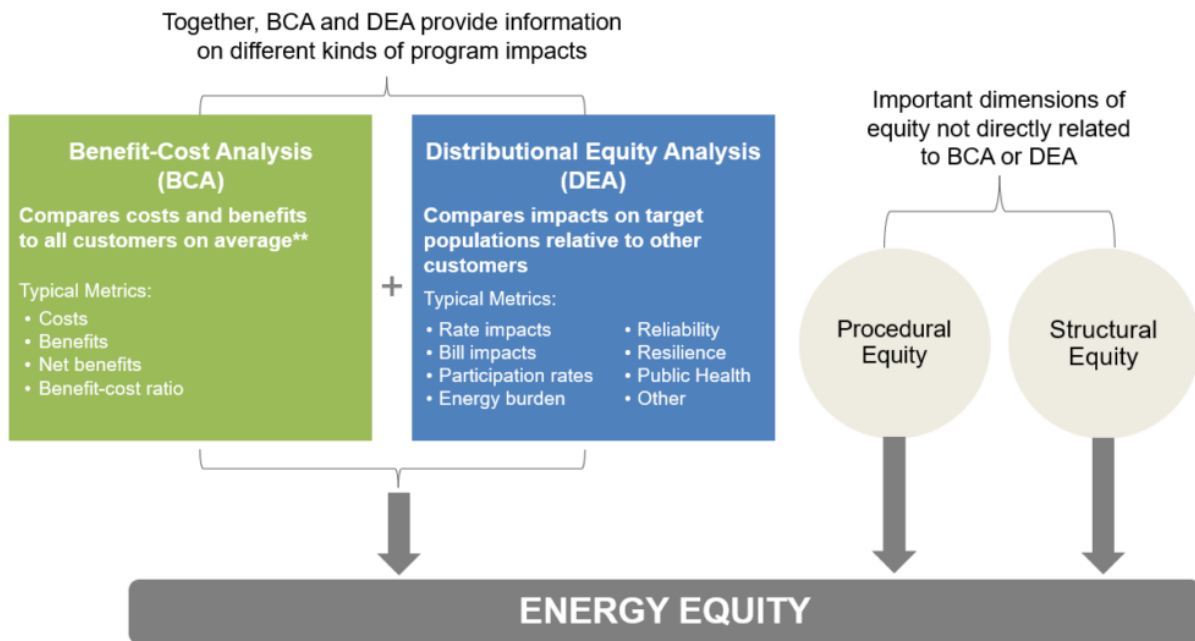 Together, BCA and DEA provide information
on different kinds of program impacts
Benefit-Cost Analysis
(BCA)
Compares costs and benefits
to all customers on average**
Typical Metrics:
• Costs
• Benefits
• Net benefits
• Benefit-cost ratio
+
Distributional Equity Analysis
(DEA)
Compares impacts on target
populations relative to other
customers
Typical Metrics:
• Rate impacts
• Bill impacts
• Participation rates
• Energy burden
• Reliability
• Resilience
• Public Health
• Other
Important dimensions of
equity not directly related
to BCA or DEA
Procedural
Equity
Structural
Equity
ENERGY EQUITY